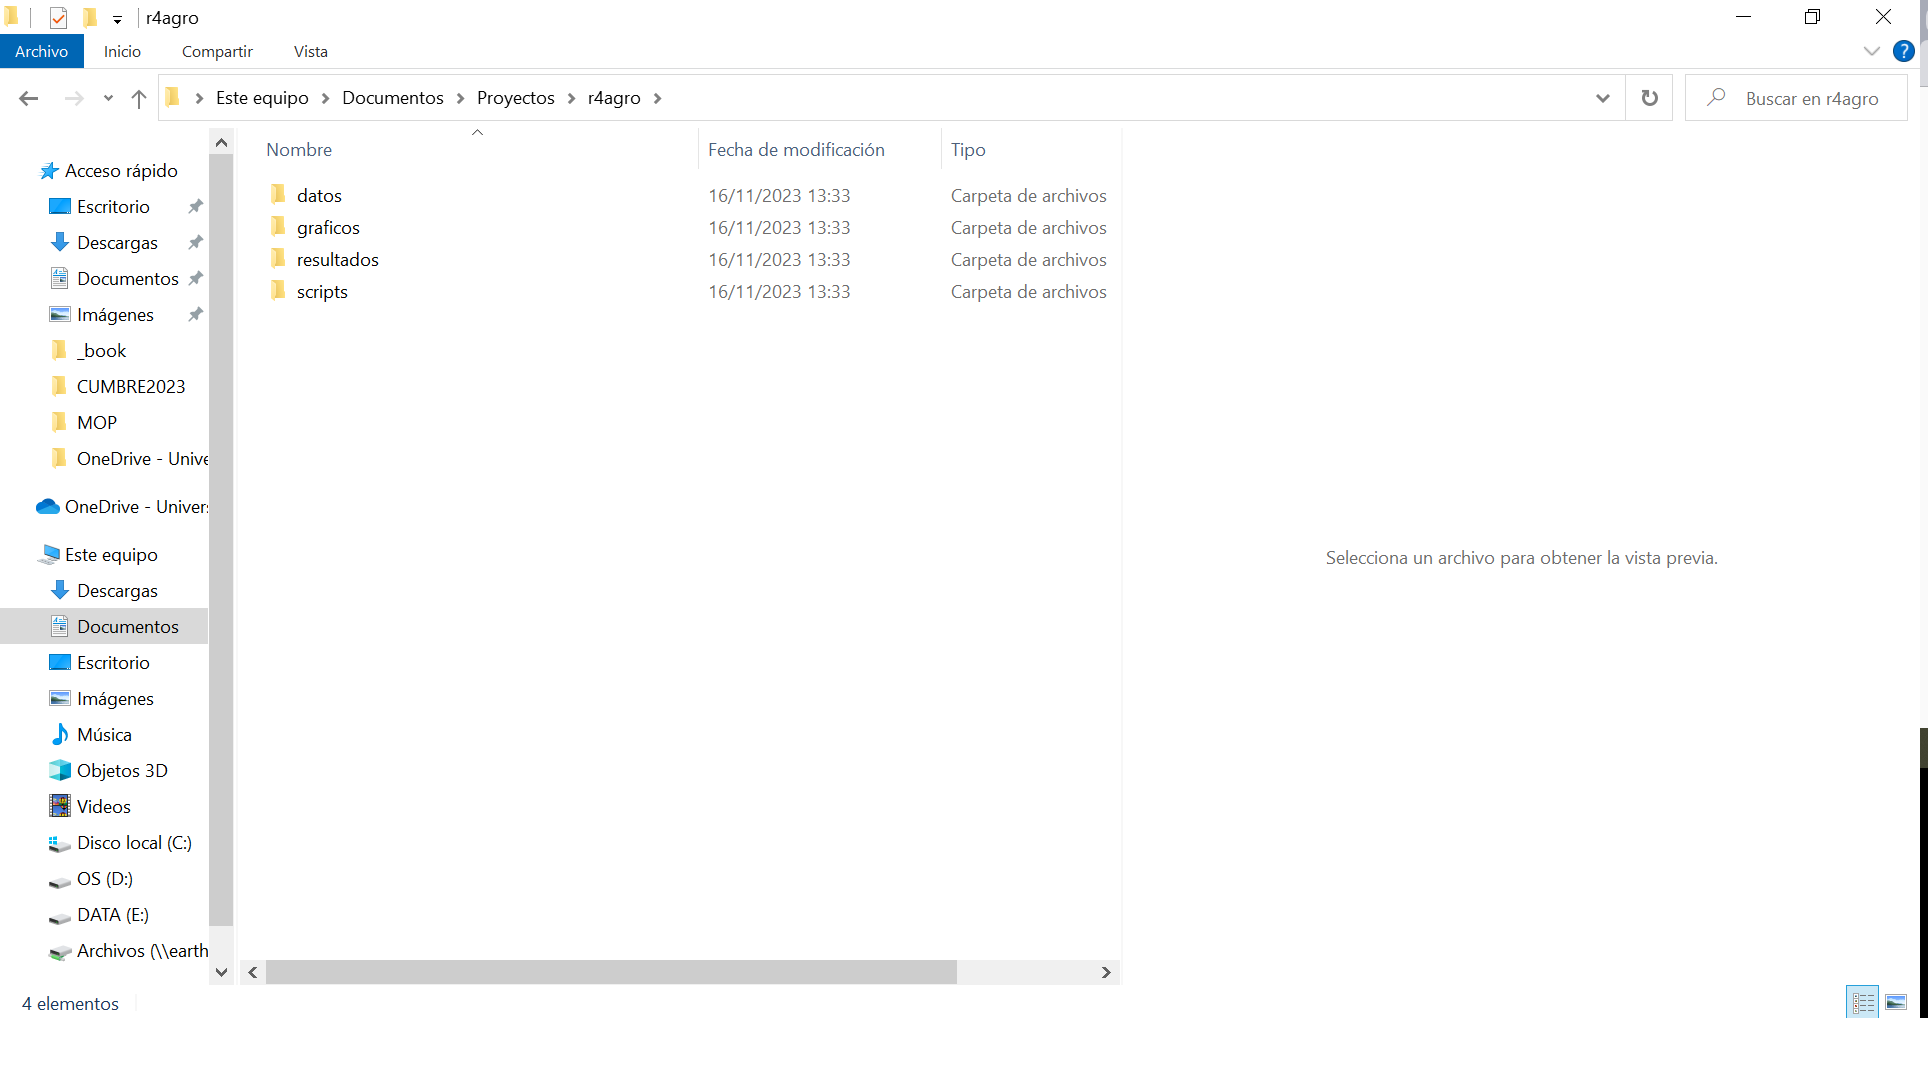 r4agro
Archivo Inicio Compartir Vista
?
Este equipo Documentos Proyectos r4agro
Buscar en r4agro
Acceso rápido
Escritorio
Descargas
Documentos
Imágenes
_book
CUMBRE2023
MOP
OneDrive - Unive
OneDrive - Univer
Este equipo
Descargas
Documentos
Escritorio
Imágenes
Música
Objetos 3D
Videos
Disco local (C:)
OS (D:)
DATA (E:)
Archivos (\\earth
Nombre Fecha de modificación Tipo
datos 16/11/2023 13:33 Carpeta de archivos
graficos 16/11/2023 13:33 Carpeta de archivos
resultados 16/11/2023 13:33 Carpeta de archivos
scripts 16/11/2023 13:33 Carpeta de archivos
Selecciona un archivo para obtener la vista previa.
4 elementos